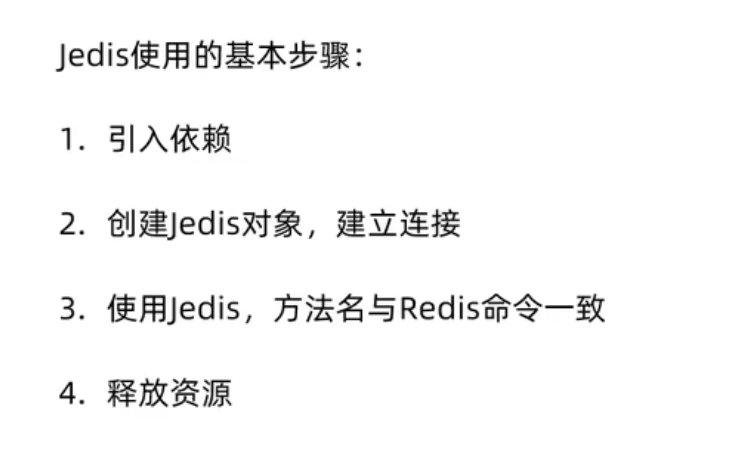 Jedis使用的基本步骤：
1. 引入依赖
2. 创建Jedis对象，建立连接
3. 使用Jedis，方法名与Redis命令一致
4. 释放资源